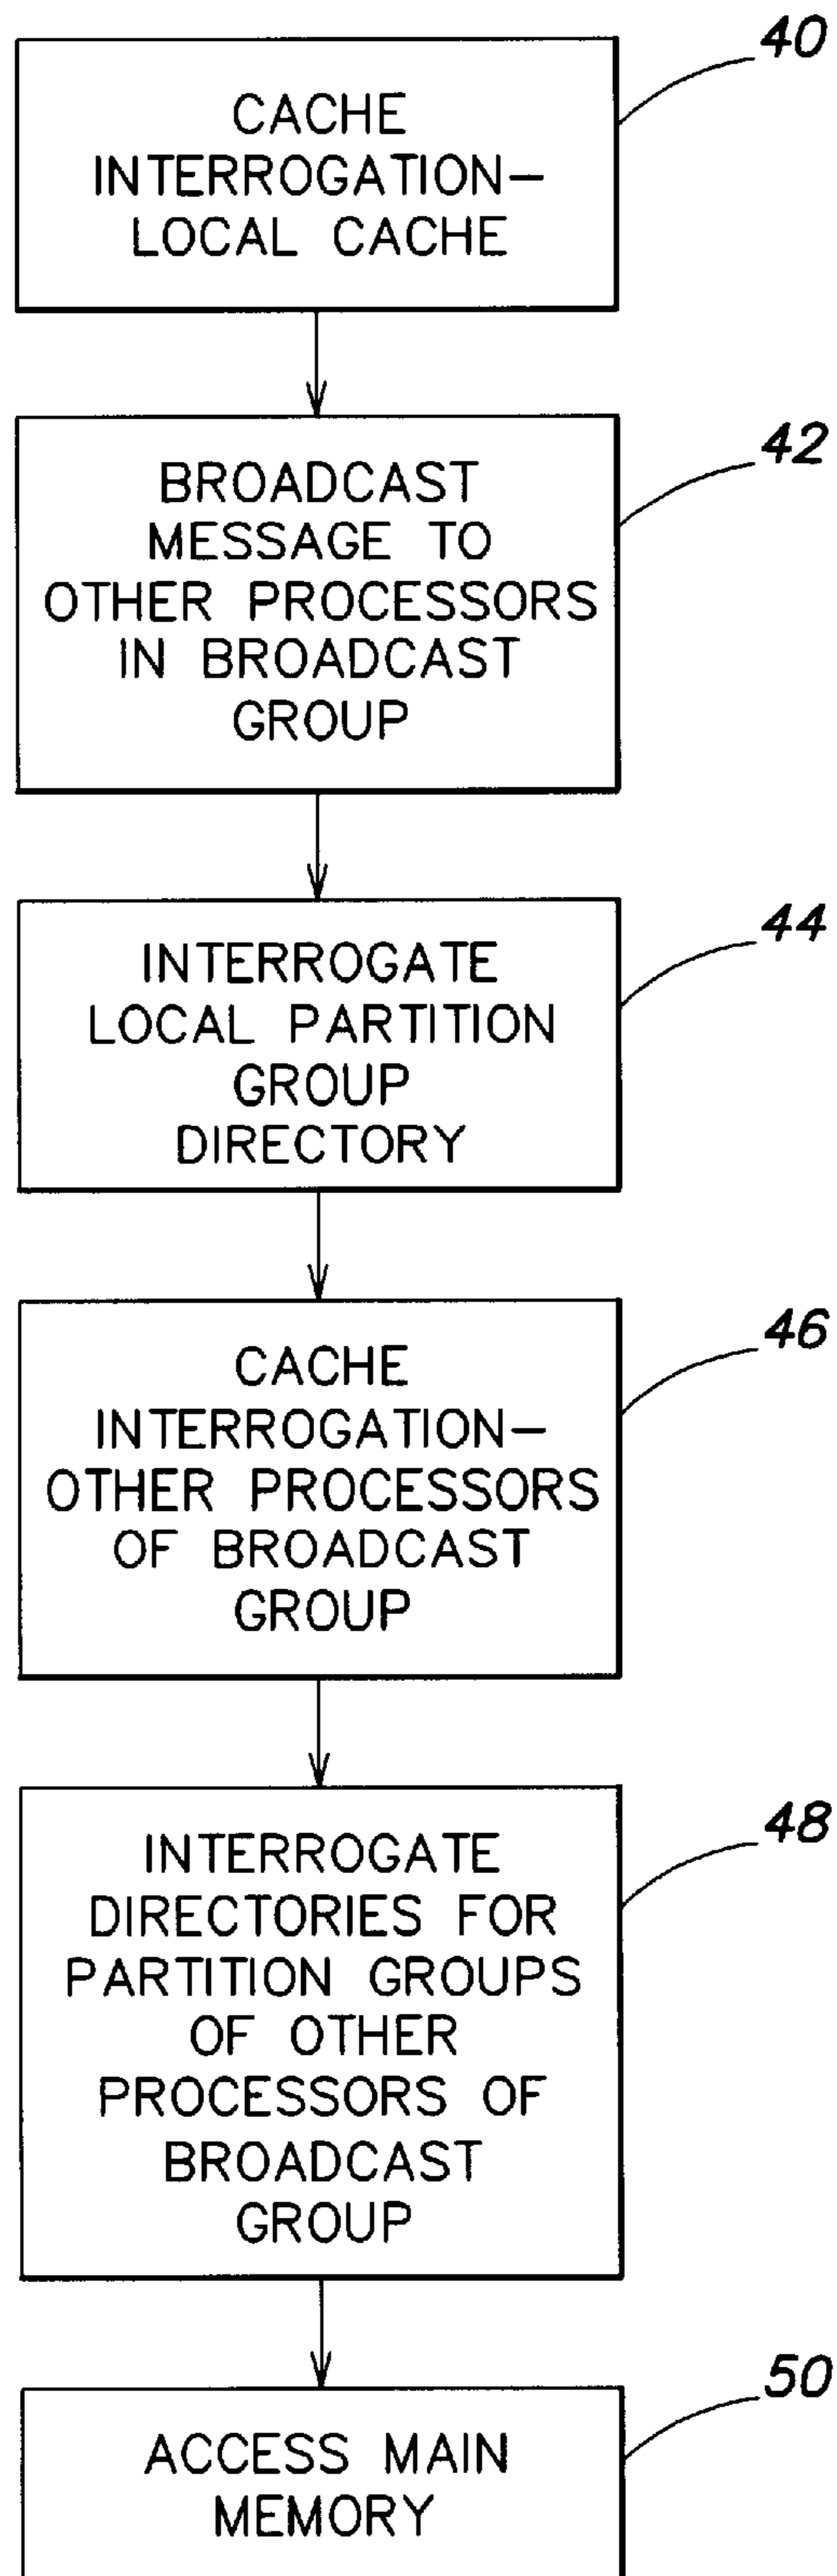 40
CACHE
INTERROGATION–
LOCAL CACHE
42
BROADCAST
MESSAGE TO
OTHER PROCESSORS
IN BROADCAST
GROUP
44
INTERROGATE
LOCAL PARTITION
GROUP
DIRECTORY
46
CACHE
INTERROGATION–
OTHER PROCESSORS
OF BROADCAST
GROUP
48
INTERROGATE
DIRECTORIES FOR
PARTITION GROUPS
OF OTHER
PROCESSORS OF
BROADCAST
GROUP
50
ACCESS MAIN
MEMORY